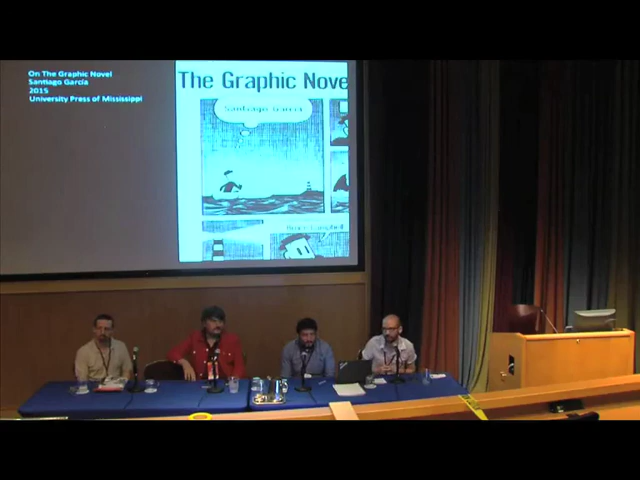 On The Graphic Novel
Santiago García
2015
University Press of Mississippi
The Graphic Nove
Santiago García